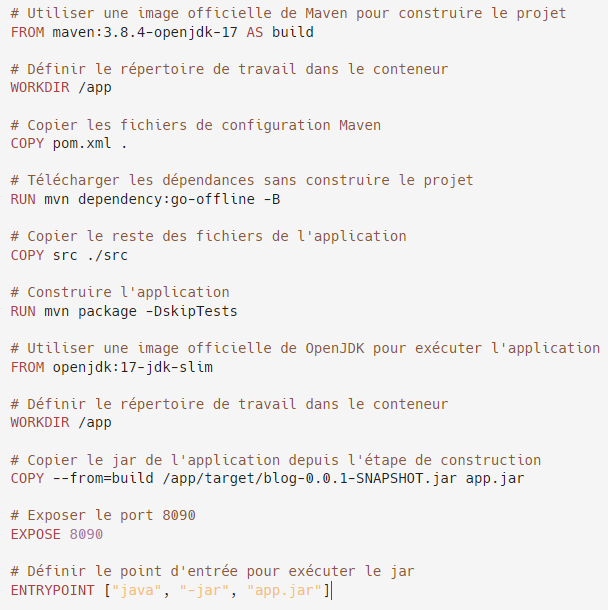 # Utiliser une image officielle de Maven pour construire le projet
FROM maven:3.8.4-openjdk-17 AS build
# Définir le répertoire de travail dans le conteneur
WORKDIR /app
# Copier les fichiers de configuration Maven
COPY pom.xml .
# Télécharger les dépendances sans construire le projet
RUN mvn dependency:go-offline -B
# Copier le reste des fichiers de l'application
COPY src ./src
# Construire l'application
RUN mvn package -DskipTests
# Utiliser une image officielle de OpenJDK pour exécuter l'application
FROM openjdk:17-jdk-slim
# Définir le répertoire de travail dans le conteneur
WORKDIR /app
# Copier le jar de l'application depuis l'étape de construction
COPY --from=build /app/target/blog-0.0.1-SNAPSHOT.jar app.jar
# Exposer le port 8090
EXPOSE 8090
# Définir le point d'entrée pour exécuter le jar
ENTRYPOINT ["java", "-jar", "app.jar"]